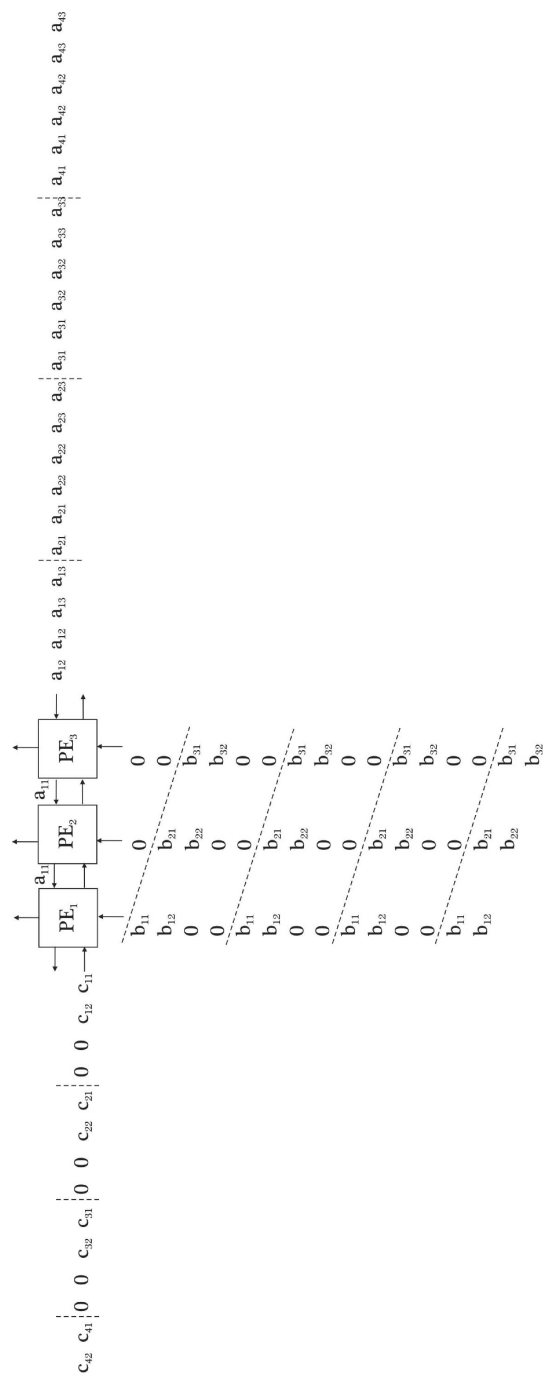 a₁₁ a₁₁
PE₁ PE₂ PE₃ a₁₂ a₁₂ a₁₃ a₁₃ a₂₁ a₂₁ a₂₂ a₂₂ a₂₃ a₂₃ a₃₁ a₃₁ a₃₂ a₃₂ a₃₃ a₃₃ a₄₁ a₄₁ a₄₂ a₄₂ a₄₃ a₄₃
c₄₂ c₄₁ 0 0 c₃₂ c₃₁ 0 0 c₂₂ c₂₁ 0 0 c₁₂ c₁₁
b₁₁ 0 0
b₁₂ b₂₁ 0
0 b₂₂ b₃₁
0 0 b₃₂
b₁₁ 0 0
b₁₂ b₂₁ 0
0 b₂₂ b₃₁
0 0 b₃₂
b₁₁ 0 0
b₁₂ b₂₁ 0
0 b₂₂ b₃₁
0 0 b₃₂
b₁₁ 0 0
b₁₂ b₂₁ 0
b₂₂ b₃₁
b₃₂